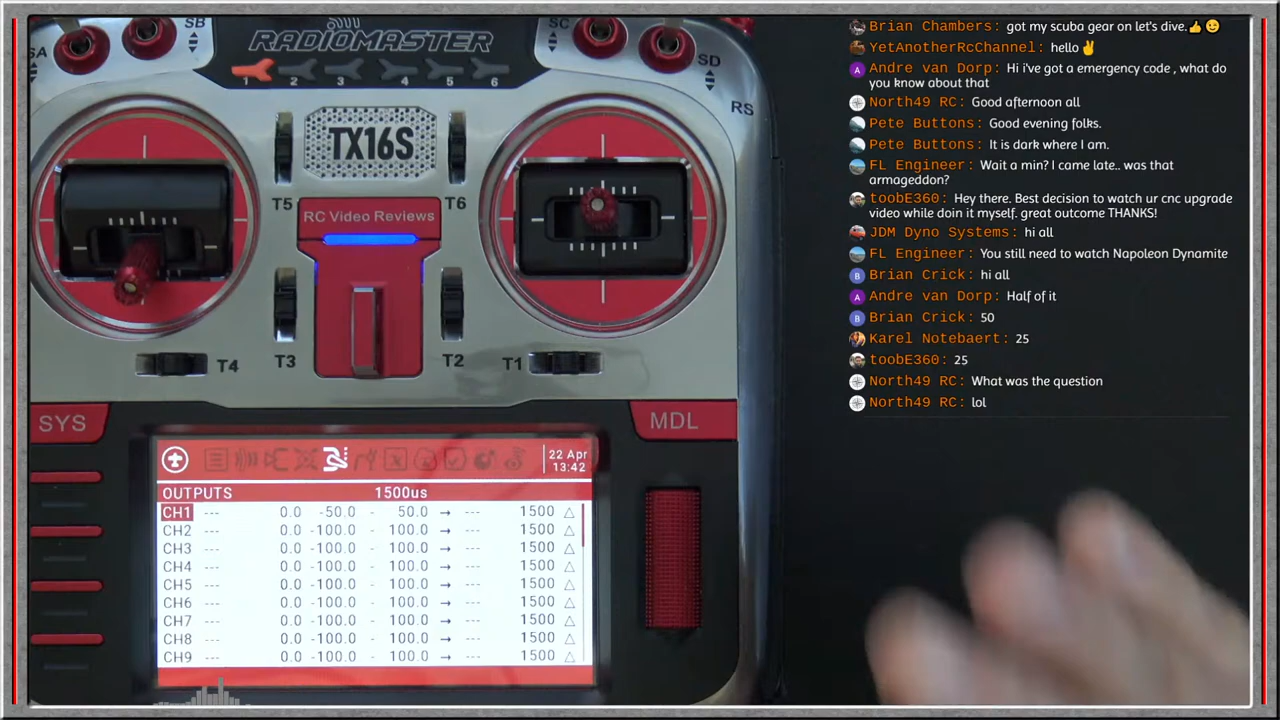 SA
SB
SC
SD
RS
RADIOMASTER
1 2 3 4 5 6
TX16S
T5
T6
RC Video Reviews
T3
T2
T4
T1
SYS
MDL
22 Apr
13:42
OUTPUTS 1500us
CH1 --- 0.0 -50.0 - 50.0 → --- 1500 △
CH2 --- 0.0 -100.0 - 100.0 → --- 1500 △
CH3 --- 0.0 -100.0 - 100.0 → --- 1500 △
CH4 --- 0.0 -100.0 - 100.0 → --- 1500 △
CH5 --- 0.0 -100.0 - 100.0 → --- 1500 △
CH6 --- 0.0 -100.0 - 100.0 → --- 1500 △
CH7 --- 0.0 -100.0 - 100.0 → --- 1500 △
CH8 --- 0.0 -100.0 - 100.0 → --- 1500 △
CH9 --- 0.0 -100.0 - 100.0 → --- 1500 △
Brian Chambers: got my scuba gear on let's dive.👍😉
YetAnotherRcChannel: hello✌
A Andre van Dorp: Hi i've got a emergency code , what do
you know about that
North49 RC: Good afternoon all
Pete Buttons: Good evening folks.
Pete Buttons: It is dark where I am.
FL Engineer: Wait a min? I came late.. was that
armageddon?
toobE360: Hey there. Best decision to watch ur cnc upgrade
video while doin it myself. great outcome THANKS!
JDM Dyno Systems: hi all
FL Engineer: You still need to watch Napoleon Dynamite
B Brian Crick: hi all
A Andre van Dorp: Half of it
B Brian Crick: 50
Karel Notebaert: 25
toobE360: 25
North49 RC: What was the question
North49 RC: lol